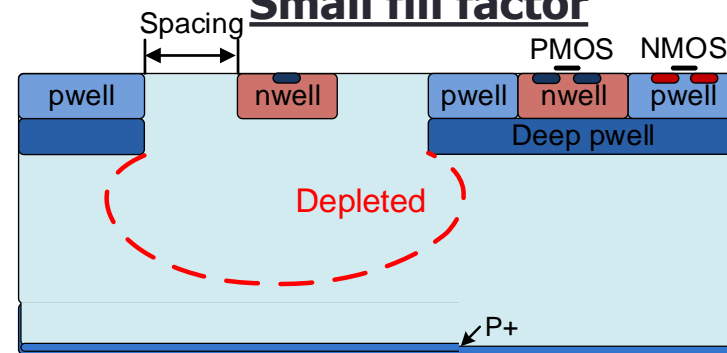 Small fill factor
Spacing
PMOS NMOS
pwell nwell pwell nwell pwell
Deep pwell
Depleted
P+